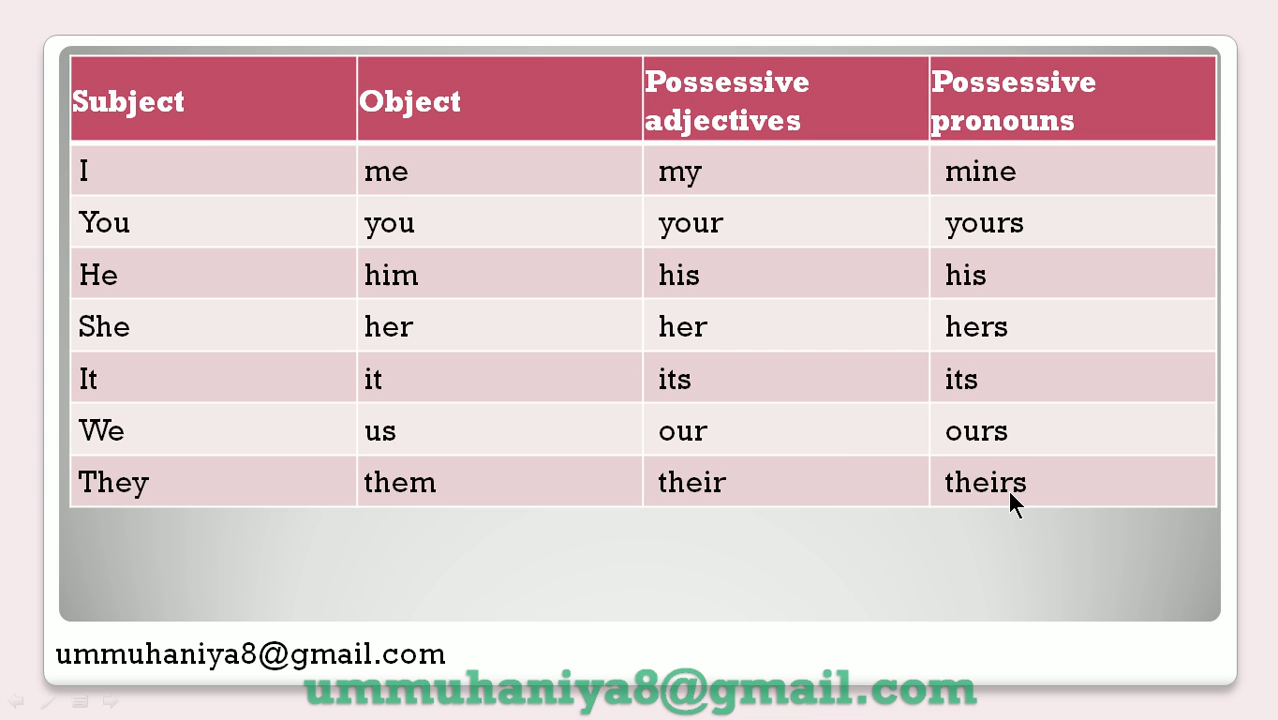 Subject Object Possessive adjectives Possessive pronouns
I me my mine
You you your yours
He him his his
She her her hers
It it its its
We us our ours
They them their theirs
ummuhaniya8@gmail.com
ummuhaniya8@gmail.com